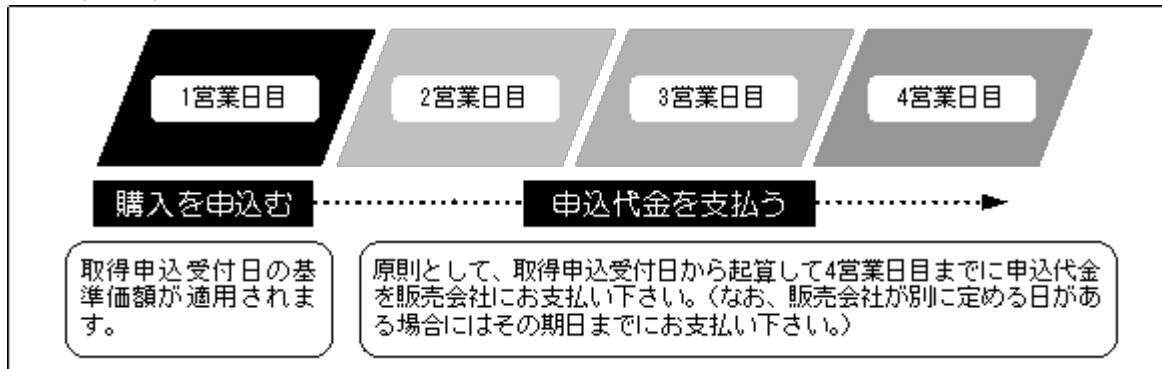 1営業日目
2営業日目
3営業日目
4営業日目
購入を申込む
申込代金を支払う
取得申込受付日の基
準価額が適用されま
す。
原則として、取得申込受付日から起算して4営業日目までに申込代金
を販売会社にお支払い下さい。(なお、販売会社が別に定める日があ
る場合にはその期日までにお支払い下さい。)